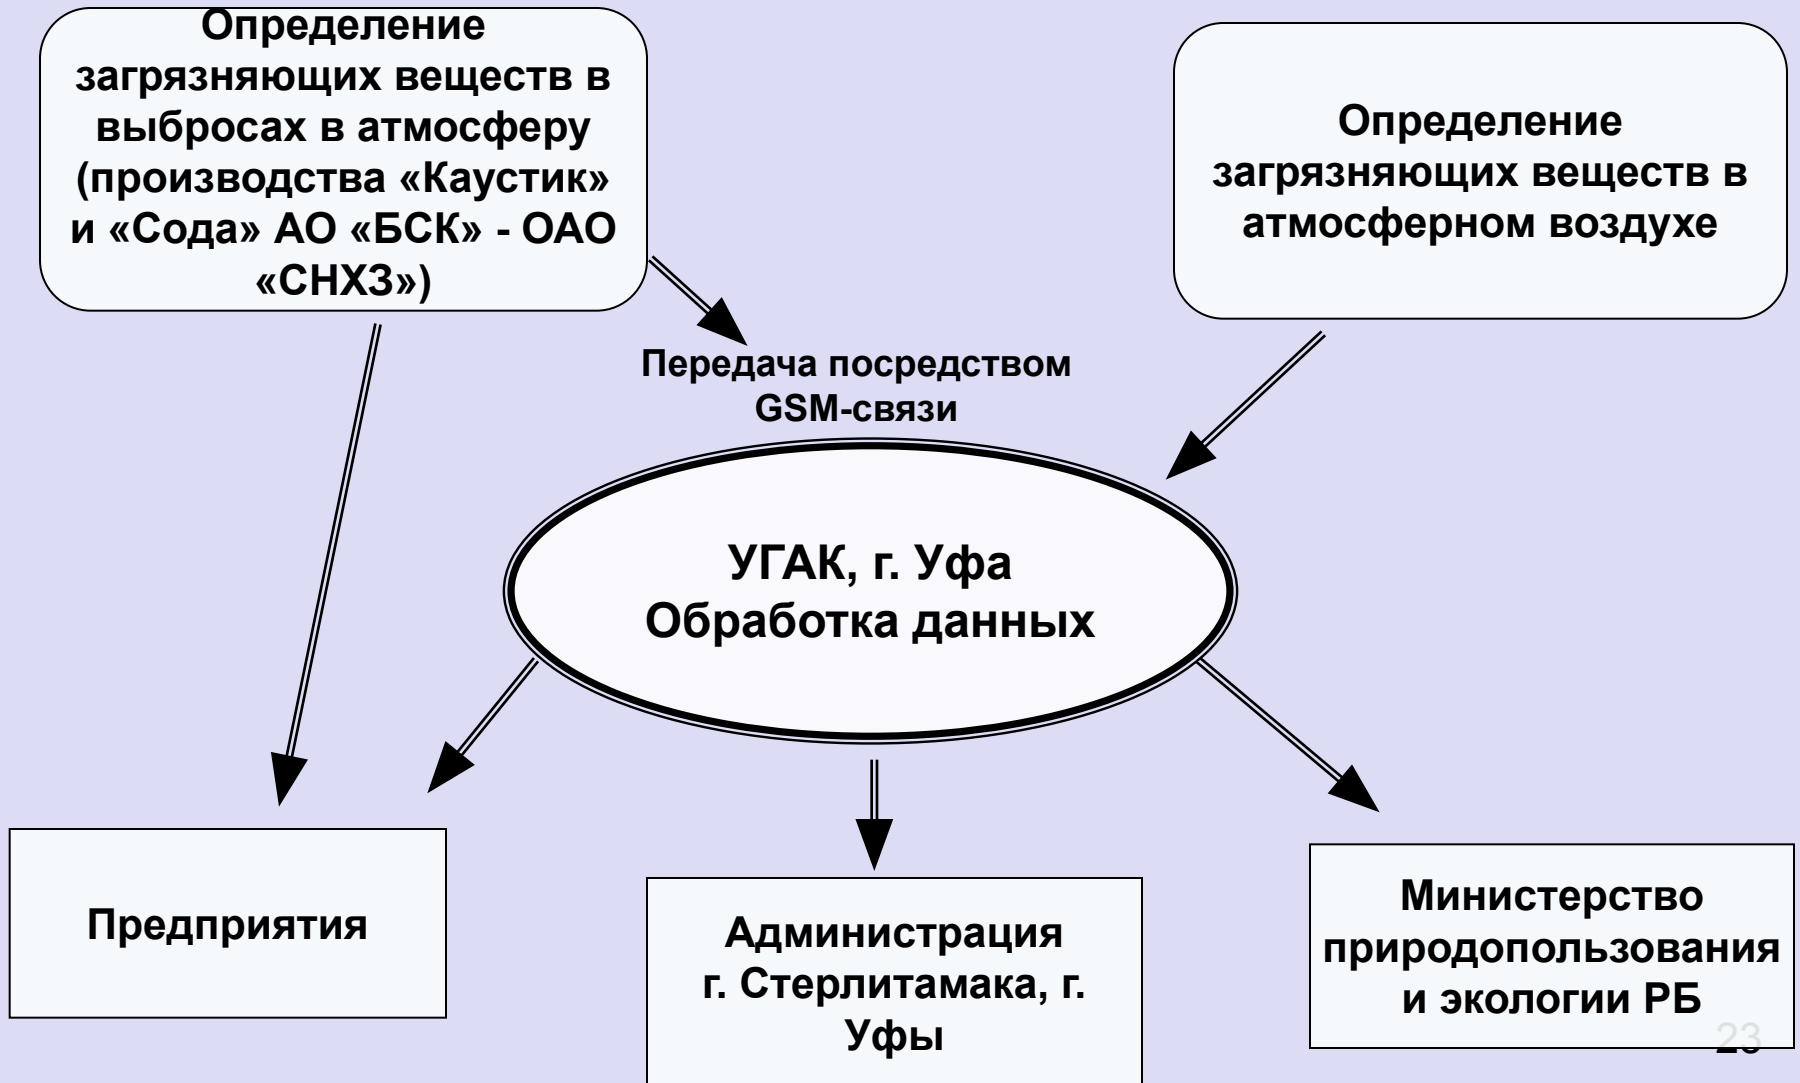 Определение
загрязняющих веществ в
выбросах в атмосферу
(производства «Каустик»
и «Сода» АО «БСК» - ОАО
«СНХЗ»)
Определение
загрязняющих веществ в
атмосферном воздухе
Передача посредством
GSM-связи
УГАК, г. Уфа
Обработка данных
Предприятия
Администрация
г. Стерлитамака, г.
Уфы
Министерство
природопользования
и экологии РБ
23